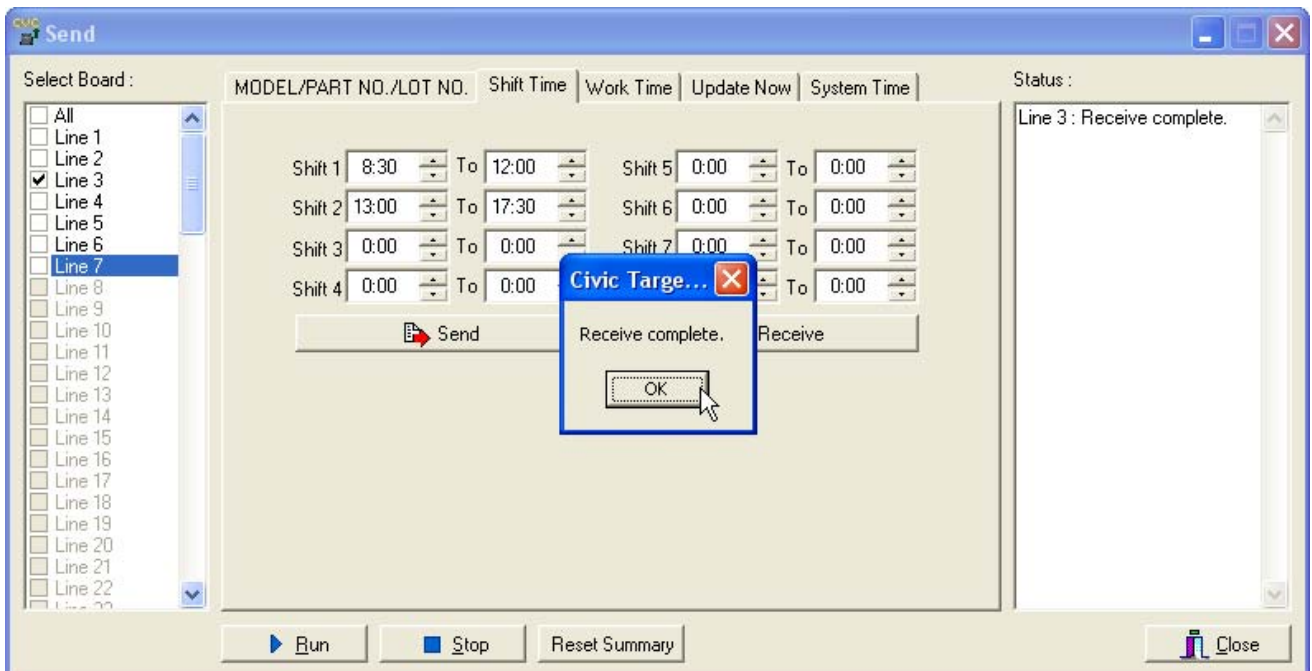 CVC
Send
Select Board :
All
Line 1
Line 2
Line 3
Line 4
Line 5
Line 6
Line 7
Line 8
Line 9
Line 10
Line 11
Line 12
Line 13
Line 14
Line 15
Line 16
Line 17
Line 18
Line 19
Line 20
Line 21
Line 22
MODEL/PART NO./LOT NO. Shift Time Work Time Update Now System Time
Shift 1 8:30 To 12:00 Shift 5 0:00 To 0:00
Shift 2 13:00 To 17:30 Shift 6 0:00 To 0:00
Shift 3 0:00 To 0:00 Shift 7 0:00 To 0:00
Shift 4 0:00 To 0:00 To 0:00
Send Receive
Civic Targe...
Receive complete.
OK
Status :
Line 3 : Receive complete.
Run Stop Reset Summary Close